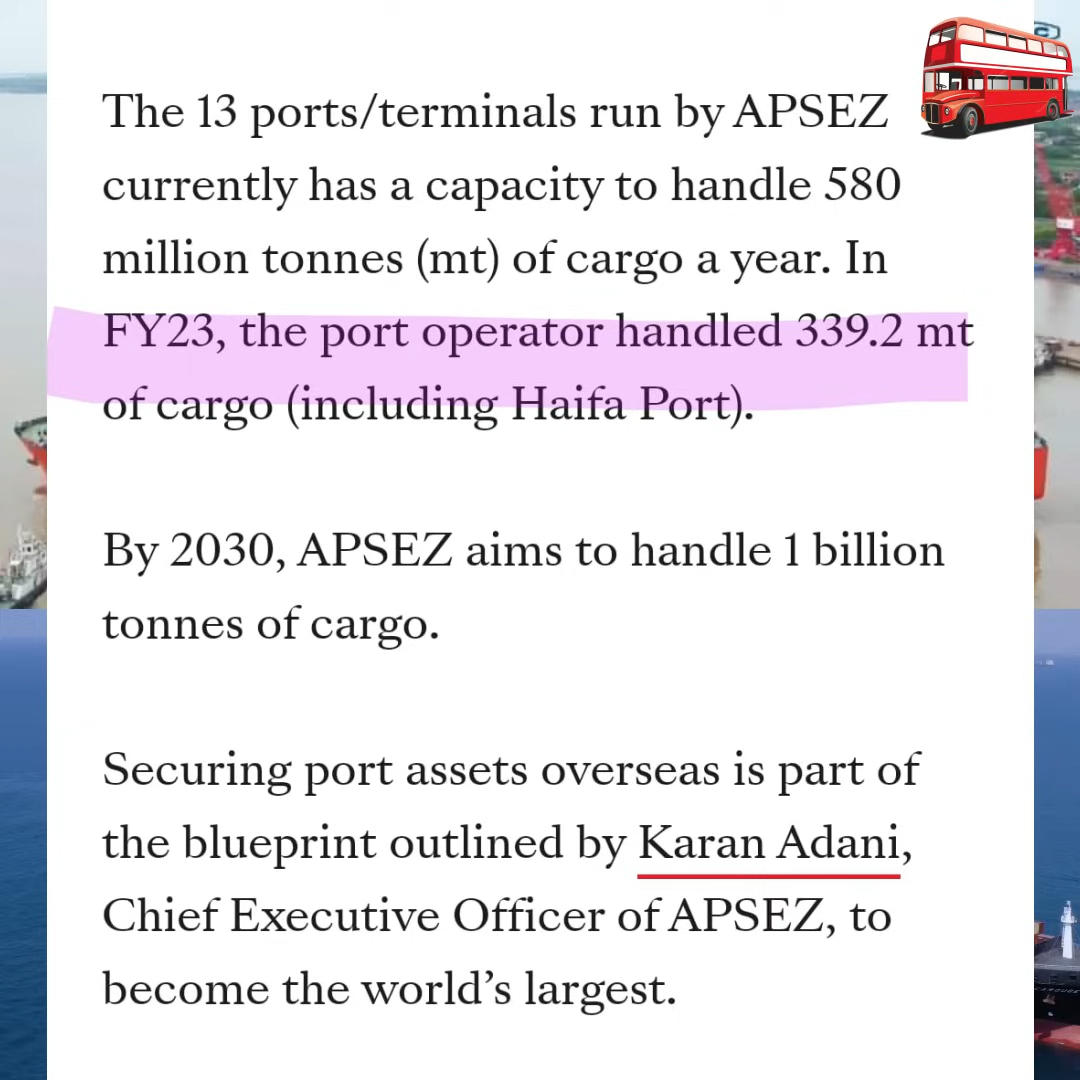 The 13 ports/terminals run by APSEZ
currently has a capacity to handle 580
million tonnes (mt) of cargo a year. In
FY23, the port operator handled 339.2 mt
of cargo (including Haifa Port).
By 2030, APSEZ aims to handle 1 billion
tonnes of cargo.
Securing port assets overseas is part of
the blueprint outlined by Karan Adani,
Chief Executive Officer of APSEZ, to
become the world’s largest.